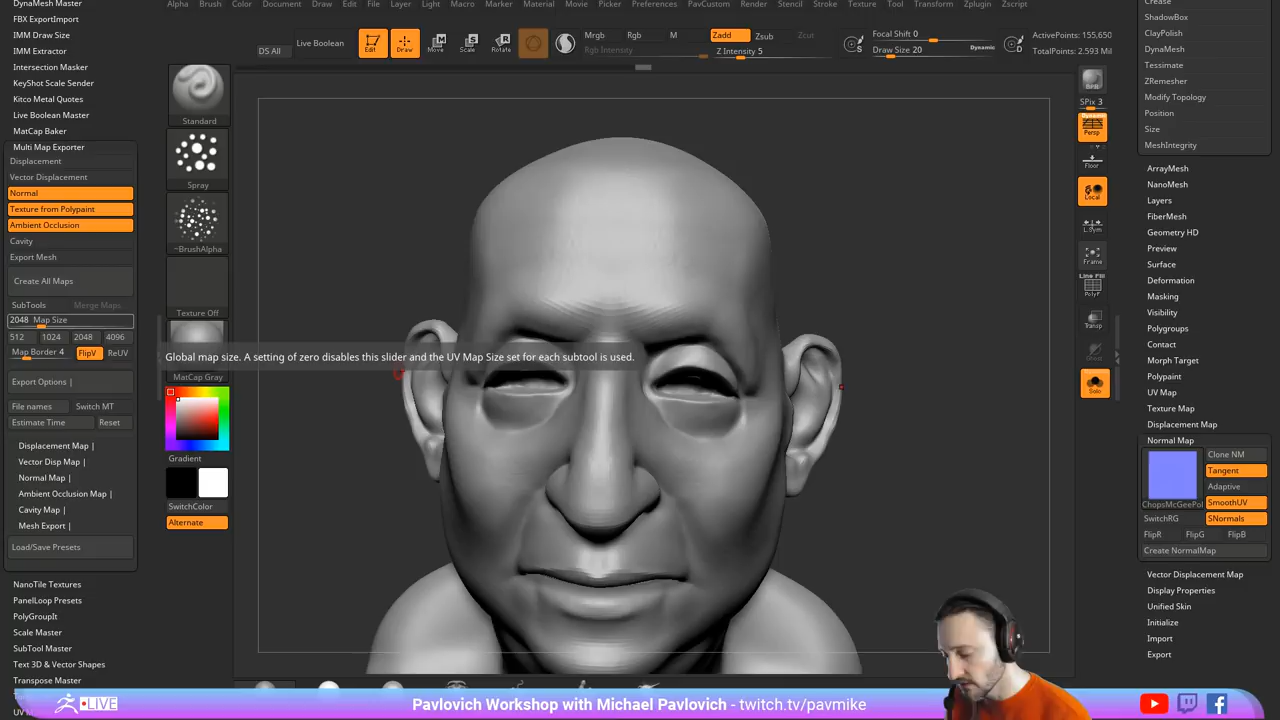 DynaMesh Master
FBX ExportImport
IMM Draw Size
IMM Extractor
Intersection Masker
KeyShot Scale Sender
Kitco Metal Quotes
Live Boolean Master
MatCap Baker
Multi Map Exporter
Displacement
Vector Displacement
Normal
Texture from Polypaint
Ambient Occlusion
Cavity
Export Mesh
Create All Maps
SubTools Merge Maps
2048 Map Size
512 1024 2048 4096
Map Border 4 FlipV ReUV
Export Options |
File names Switch MT
Estimate Time Reset
Displacement Map |
Vector Disp Map |
Normal Map |
Ambient Occlusion Map |
Cavity Map |
Mesh Export |
Load/Save Presets
NanoTile Textures
PanelLoop Presets
PolyGroupIt
Scale Master
SubTool Master
Text 3D & Vector Shapes
Transpose Master
Alpha Brush Color Document Draw Edit File Layer Light Macro Marker Material Movie Picker Preferences PavCustom Render Stencil Stroke Texture Tool Transform Zplugin Zscript
DS All Live Boolean Edit Draw Move Scale Rotate
Mrgb Rgb M Zadd Zsub Zcut
Rgb Intensity Z Intensity 5
Focal Shift 0
Draw Size 20 Dynamic
ActivePoints: 155,650
TotalPoints: 2.593 Mil
Standard
Spray
~BrushAlpha
Texture Off
Global map size. A setting of zero disables this slider and the UV Map Size set for each subtool is used.
MatCap Gray
Gradient
SwitchColor
Alternate
BPR
SPix 3
Dynamic
Persp
Floor
Local
L.Sym
Frame
Line Fill
PolyF
Transp
Ghost
Solo
Crease
ShadowBox
ClayPolish
DynaMesh
Tessimate
ZRemesher
Modify Topology
Position
Size
MeshIntegrity
ArrayMesh
NanoMesh
Layers
FiberMesh
Geometry HD
Preview
Surface
Deformation
Masking
Visibility
Polygroups
Contact
Morph Target
Polypaint
UV Map
Texture Map
Displacement Map
Normal Map
Clone NM
Tangent
Adaptive
ChopsMcGeePol SmoothUV
SwitchRG SNormals
FlipR FlipG FlipB
Create NormalMap
Vector Displacement Map
Display Properties
Unified Skin
Initialize
Import
Export
LIVE
Pavlovich Workshop with Michael Pavlovich - twitch.tv/pavmike